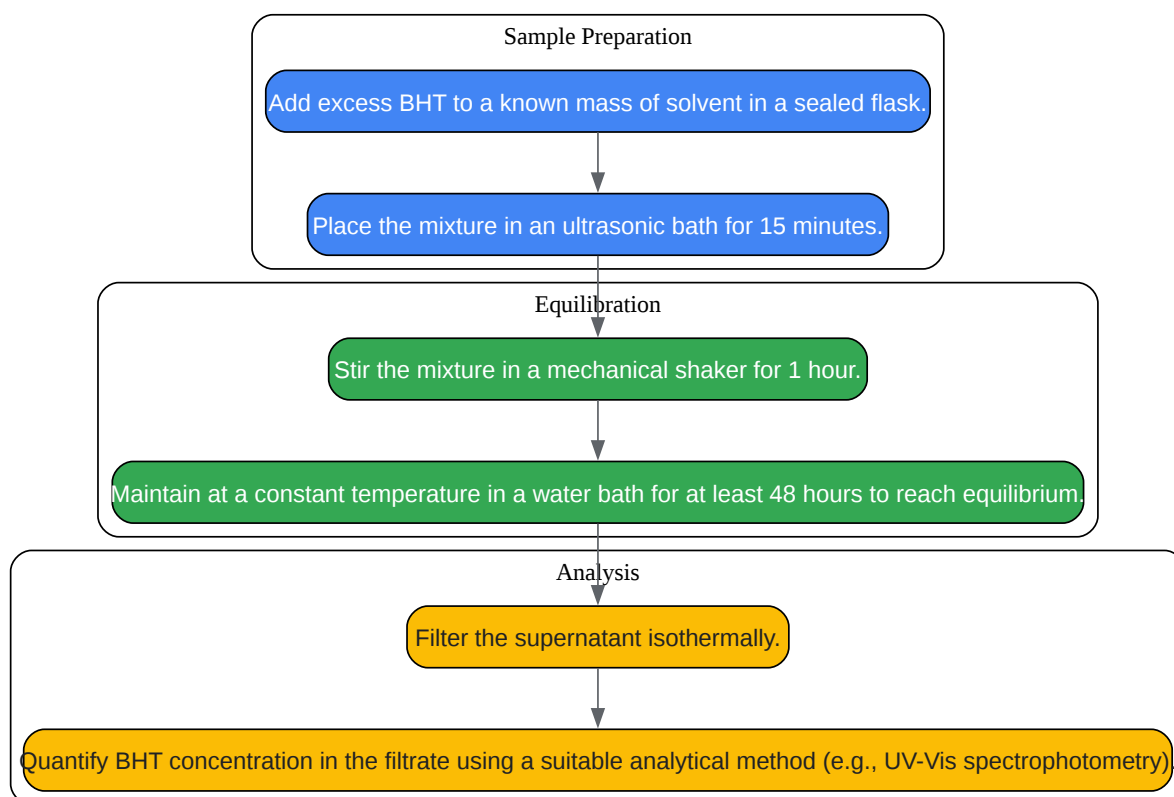 Sample Preparation
Add excess BHT to a known mass of solvent in a sealed flask.
Place the mixture in an ultrasonic bath for 15 minutes.
Equilibration
Stir the mixture in a mechanical shaker for 1 hour.
Maintain at a constant temperature in a water bath for at least 48 hours to reach equilibrium.
Analysis
Filter the supernatant isothermally.
Quantify BHT concentration in the filtrate using a suitable analytical method (e.g., UV-Vis spectrophotometry).